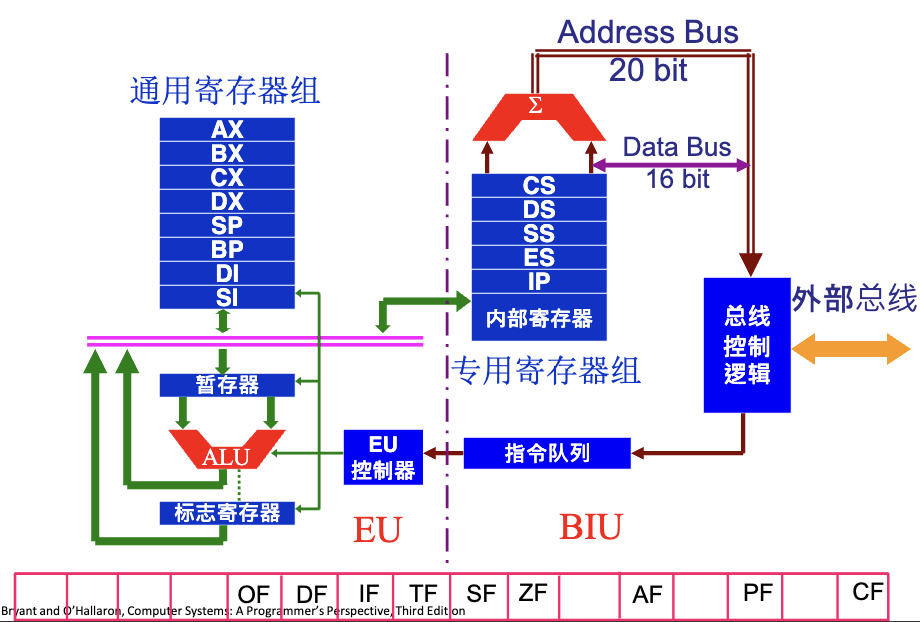 Address Bus
20 bit
通用寄存器组
AX
BX
CX
DX
SP
BP
DI
SI
Σ
Data Bus
16 bit
CS
DS
SS
ES
IP
内部寄存器
专用寄存器组
总线
控制
逻辑
外部总线
暂存器
ALU
标志寄存器
EU
控制器
指令队列
EU
BIU
OF DF IF TF SF ZF AF PF CF
Bryant and O'Hallaron, Computer Systems: A Programmer's Perspective, Third Edition